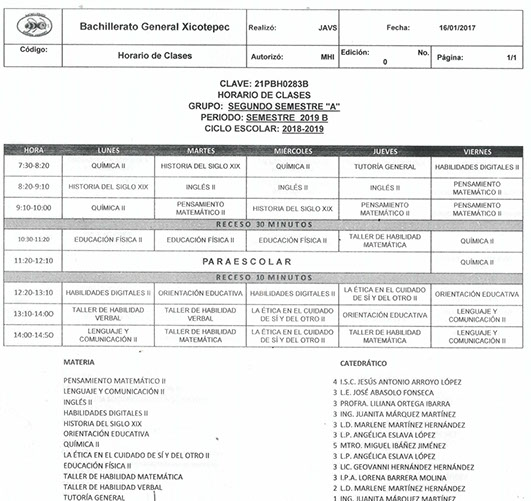 Bachillerato General Xicotepec
Realizó: JAVS
Fecha: 16/01/2017
Código:
Horario de Clases
Autorizó: MHI
Edición: 0
No.
Página: 1/1
CLAVE: 21PBH0283B
HORARIO DE CLASES
GRUPO: SEGUNDO SEMESTRE "A"
PERIODO: SEMESTRE 2019 B
CICLO ESCOLAR: 2018-2019
HORA LUNES MARTES MIÉRCOLES JUEVES VIERNES
7:30-8:20 QUÍMICA II HISTORIA DEL SIGLO XIX QUÍMICA II TUTORÍA GENERAL HABILIDADES DIGITALES II
8:20-9:10 HISTORIA DEL SIGLO XIX INGLÉS II INGLÉS II INGLÉS II PENSAMIENTO MATEMÁTICO II
9:10-10:00 QUÍMICA II PENSAMIENTO MATEMÁTICO II HISTORIA DEL SIGLO XIX PENSAMIENTO MATEMÁTICO II PENSAMIENTO MATEMÁTICO II
RECESO 30 MINUTOS
10:30-11:20 EDUCACIÓN FÍSICA II EDUCACIÓN FÍSICA II EDUCACIÓN FÍSICA II TALLER DE HABILIDAD MATEMÁTICA QUÍMICA II
11:20-12:10 PARAESCOLAR QUÍMICA II
RECESO 10 MINUTOS
12:20-13:10 HABILIDADES DIGITALES II ORIENTACIÓN EDUCATIVA HABILIDADES DIGITALES II LA ÉTICA EN EL CUIDADO DE SÍ Y DEL OTRO II ORIENTACIÓN EDUCATIVA
13:10-14:00 TALLER DE HABILIDAD VERBAL TALLER DE HABILIDAD VERBAL LA ÉTICA EN EL CUIDADO DE SÍ Y DEL OTRO II ORIENTACIÓN EDUCATIVA LENGUAJE Y COMUNICACIÓN II
14:00-14:50 LENGUAJE Y COMUNICACIÓN II TALLER DE HABILIDAD MATEMÁTICA LA ÉTICA EN EL CUIDADO DE SÍ Y DEL OTRO II TALLER DE HABILIDAD MATEMÁTICA LENGUAJE Y COMUNICACIÓN II
MATERIA CATEDRÁTICO
PENSAMIENTO MATEMÁTICO II 4 I.S.C. JESÚS ANTONIO ARROYO LÓPEZ
LENGUAJE Y COMUNICACIÓN II 3 L.E. JOSÉ ABASOLO FONSECA
INGLÉS II 3 PROFRA. LILIANA ORTEGA IBARRA
HABILIDADES DIGITALES II 3 ING. JUANITA MÁRQUEZ MARTÍNEZ
HISTORIA DEL SIGLO XIX 3 L.D. MARLENE MARTÍNEZ HERNÁNDEZ
ORIENTACIÓN EDUCATIVA 3 L.P. ANGÉLICA ESLAVA LÓPEZ
QUÍMICA II 5 MTRO. MIGUEL IBÁÑEZ JIMÉNEZ
LA ÉTICA EN EL CUIDADO DE SÍ Y DEL OTRO II 3 L.P. ANGÉLICA ESLAVA LÓPEZ
EDUCACIÓN FÍSICA II 3 LIC. GEOVANNI HERNÁNDEZ HERNÁNDEZ
TALLER DE HABILIDAD MATEMÁTICA 3 I.P.A. LORENA BARRERA MOLINA
TALLER DE HABILIDAD VERBAL 2 L.D. MARLENE MARTÍNEZ HERNÁNDEZ
TUTORÍA GENERAL 1 ING. JUANITA MÁRQUEZ MARTÍNEZ